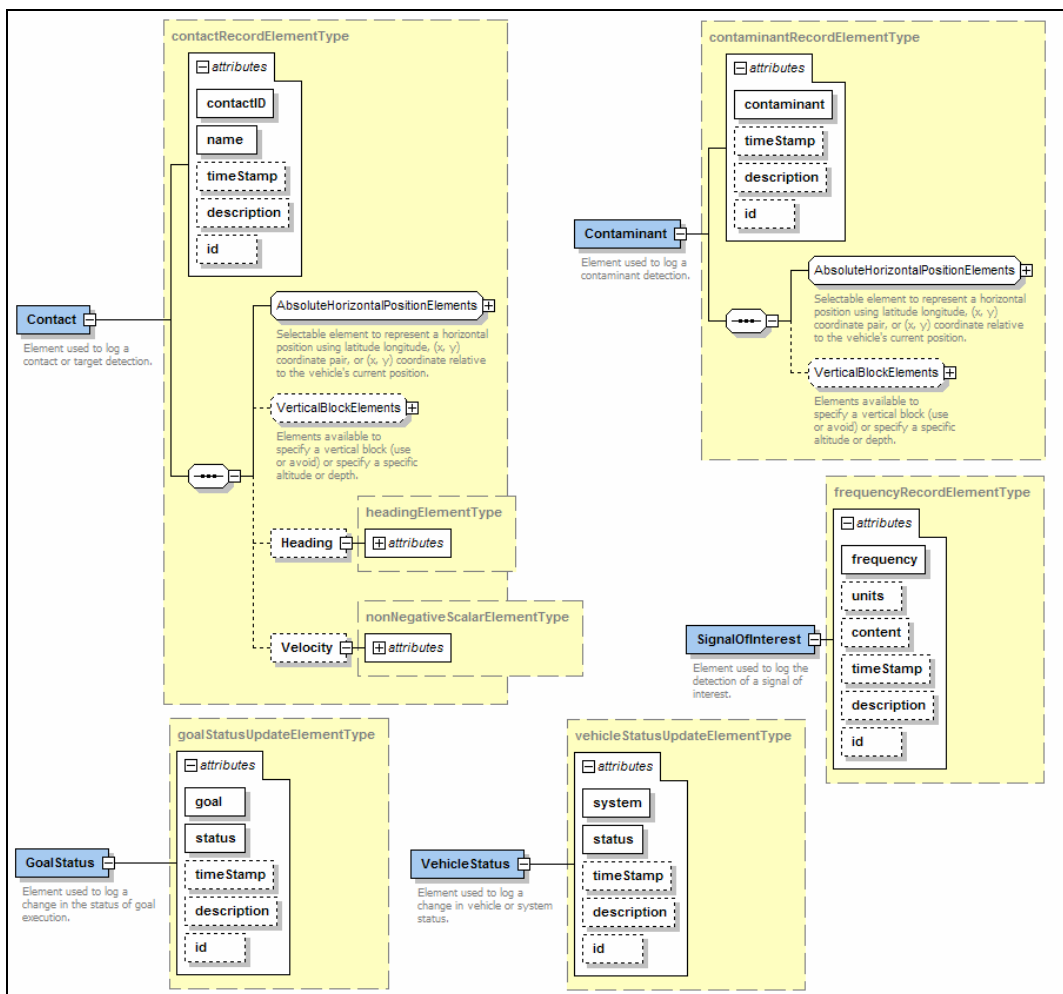 contactRecordElementType
attributes
contactID
name
timeStamp
description
id
Contact
Element used to log a
contact or target detection.
AbsoluteHorizontalPositionElements
Selectable element to represent a horizontal
position using latitude longitude, (x, y)
coordinate pair, or (x, y) coordinate relative
to the vehicle's current position.
VerticalBlockElements
Elements available to
specify a vertical block (use
or avoid) or specify a specific
altitude or depth.
headingElementType
Heading
attributes
nonNegativeScalarElementType
Velocity
attributes
contaminantRecordElementType
attributes
contaminant
timeStamp
description
id
Contaminant
Element used to log a
contaminant detection.
AbsoluteHorizontalPositionElements
Selectable element to represent a horizontal
position using latitude longitude, (x, y)
coordinate pair, or (x, y) coordinate relative
to the vehicle's current position.
VerticalBlockElements
Elements available to
specify a vertical block (use
or avoid) or specify a specific
altitude or depth.
frequencyRecordElementType
attributes
frequency
units
content
timeStamp
description
id
SignalOfInterest
Element used to log the
detection of a signal of
interest.
goalStatusUpdateElementType
attributes
goal
status
timeStamp
description
id
GoalStatus
Element used to log a
change in the status of goal
execution.
vehicleStatusUpdateElementType
attributes
system
status
timeStamp
description
id
VehicleStatus
Element used to log a
change in vehicle or system
status.